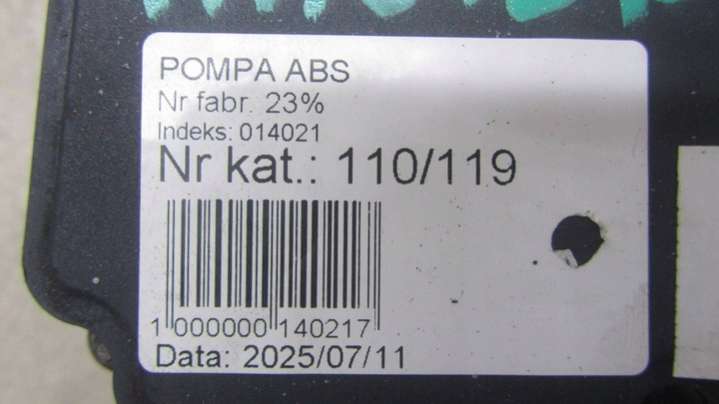 POMPA ABS
Nr fabr. 23%
Indeks: 014021
Nr kat.: 110/119
1 000000 140217
Data: 2025/07/11